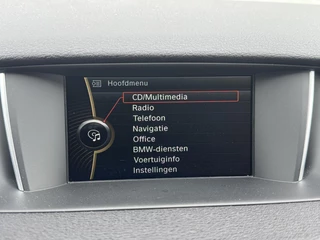 Hoofdmenu
CD/Multimedia
Radio
Telefoon
Navigatie
Office
BMW-diensten
Voertuiginfo
Instellingen